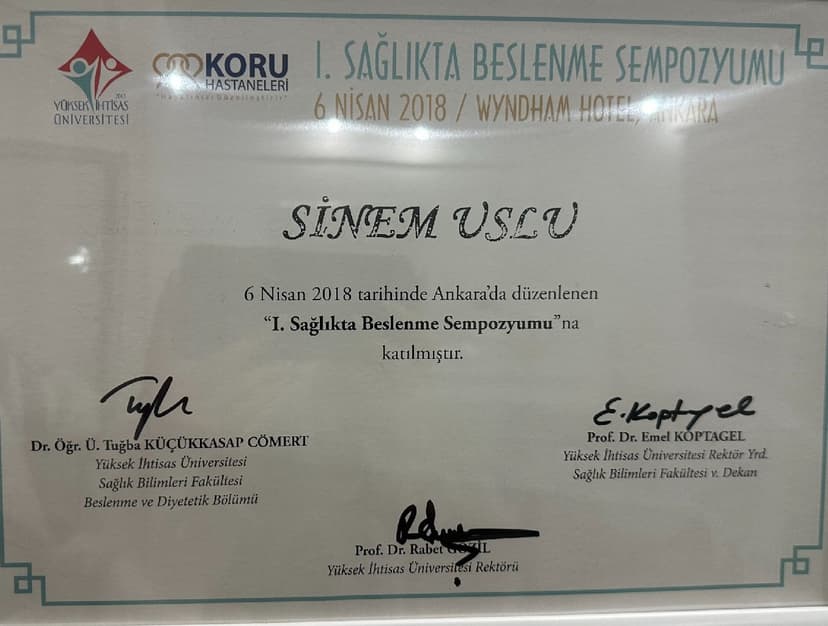 2013
YÜKSEK İHTİSAS
ÜNİVERSİTESİ
KORU
HASTANELERİ
I. SAĞLIKTA BESLENME SEMPOZYUMU
6 NİSAN 2018 / WYNDHAM HOTEL, ANKARA
SİNEM USLU
6 Nisan 2018 tarihinde Ankara'da düzenlenen
“I. Sağlıkta Beslenme Sempozyumu”na
katılmıştır.
Dr. Öğr. Ü. Tuğba KÜÇÜKKASAP CÖMERT
Yüksek İhtisas Üniversitesi
Sağlık Bilimleri Fakültesi
Beslenme ve Diyetetik Bölümü
E. Koptagel
Prof. Dr. Emel KOPTAGEL
Yüksek İhtisas Üniversitesi Rektör Yrd.
Sağlık Bilimleri Fakültesi v. Dekan
Prof. Dr. Rabet GÖZİL
Yüksek İhtisas Üniversitesi Rektörü